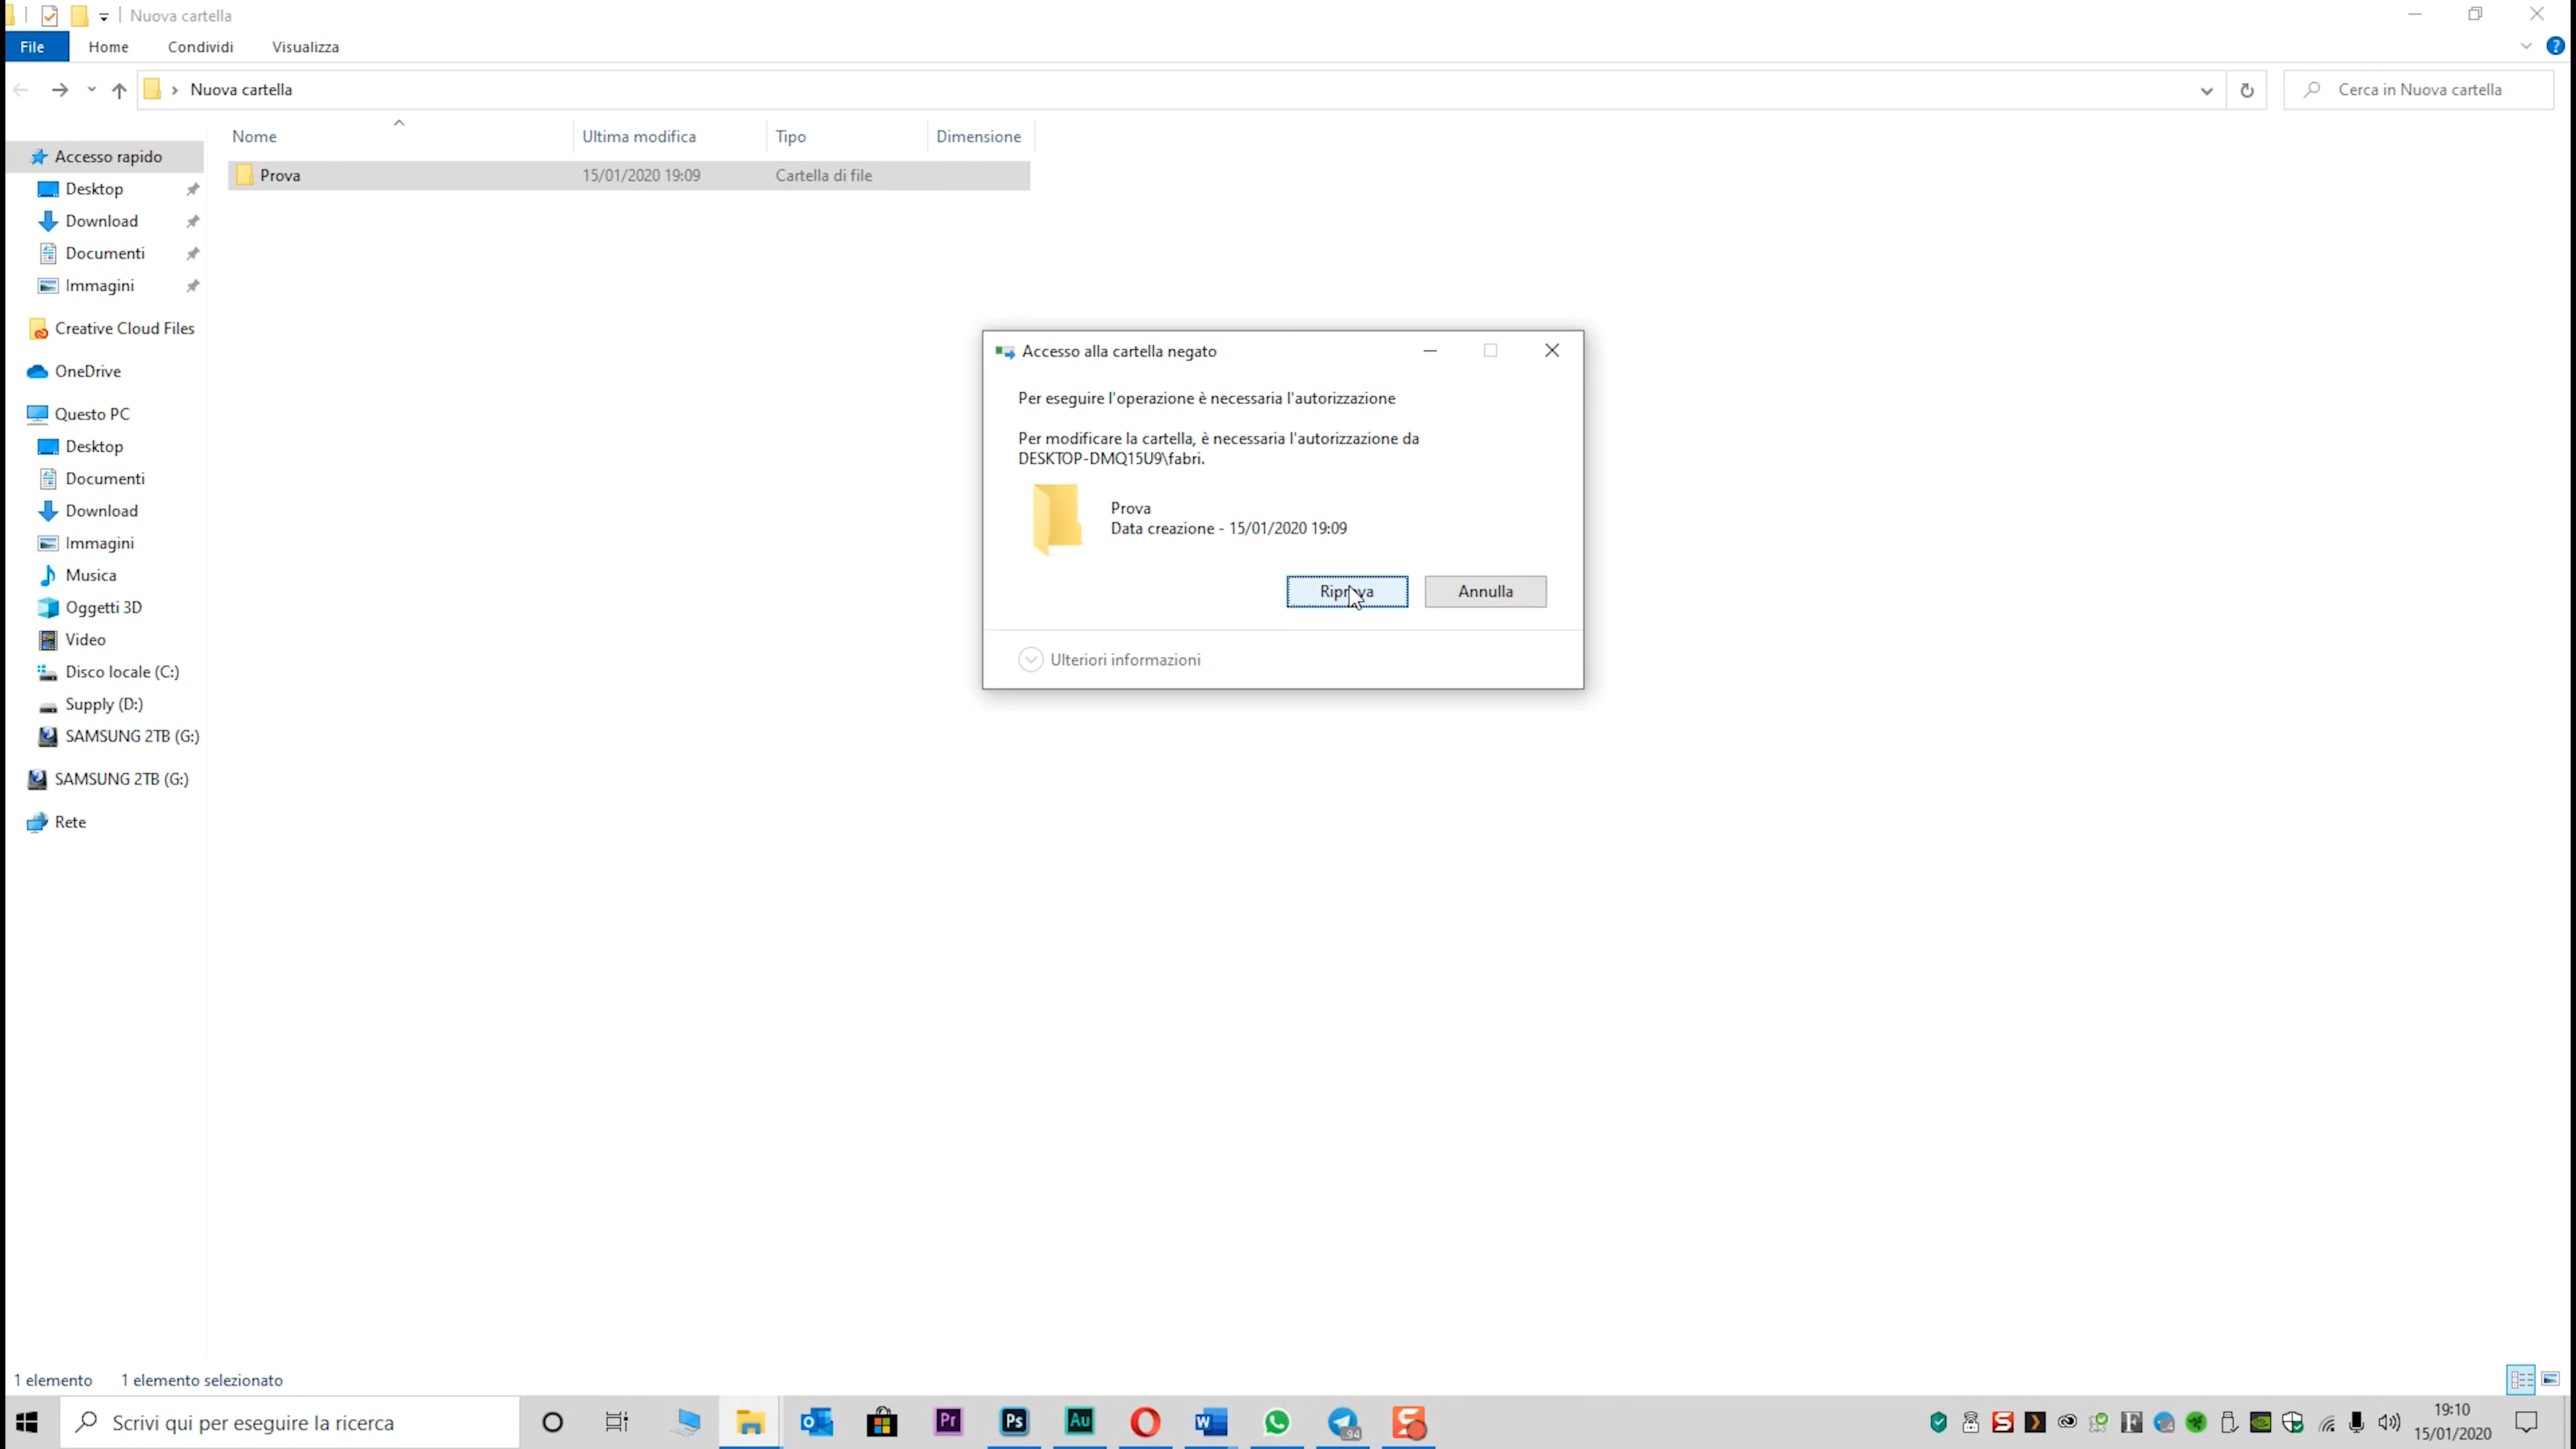 Nuova cartella
File Home Condividi Visualizza
Nuova cartella
Cerca in Nuova cartella
Nome Ultima modifica Tipo Dimensione
Prova 15/01/2020 19:09 Cartella di file
Accesso rapido
Desktop
Download
Documenti
Immagini
Creative Cloud Files
OneDrive
Questo PC
Desktop
Documenti
Download
Immagini
Musica
Oggetti 3D
Video
Disco locale (C:)
Supply (D:)
SAMSUNG 2TB (G:)
SAMSUNG 2TB (G:)
Rete
Accesso alla cartella negato
Per eseguire l'operazione è necessaria l'autorizzazione
Per modificare la cartella, è necessaria l'autorizzazione da
DESKTOP-DMQ15U9\fabri.
Prova
Data creazione - 15/01/2020 19:09
Riprova Annulla
Ulteriori informazioni
1 elemento 1 elemento selezionato
Scrivi qui per eseguire la ricerca
Pr Ps Au W 94 S
19:10
15/01/2020